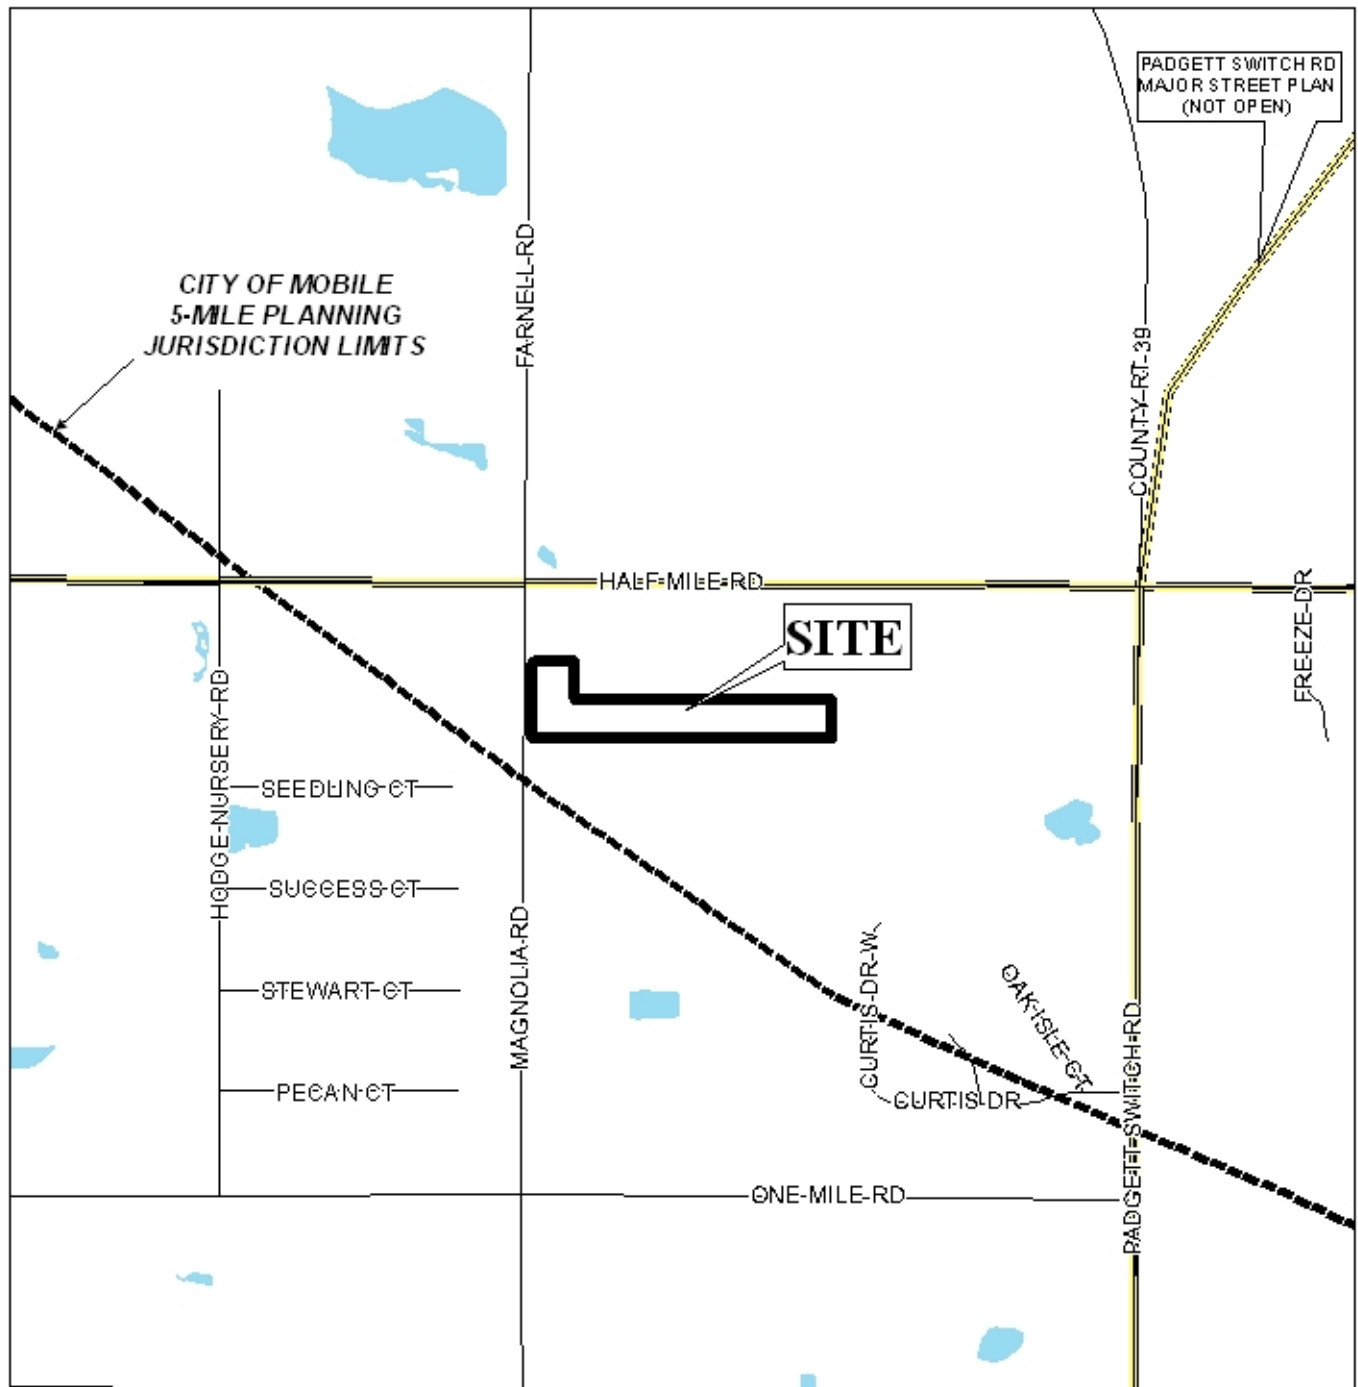 PADGETT SWITCH RD
MAJOR STREET PLAN
(NOT OPEN)
CITY OF MOBILE
5-MILE PLANNING
JURISDICTION LIMITS
FARNELL RD
COUNTY RT 39
HALF MILE RD
SITE
FREEZE DR
HODGE NURSERY RD
SEEDLING CT
SUCCESS CT
MAGNOLIA RD
STEWART CT
PECAN CT
CURTIS DR W
OAK ISLE CT
CURTIS DR
PADGETT SWITCH RD
ONE MILE RD